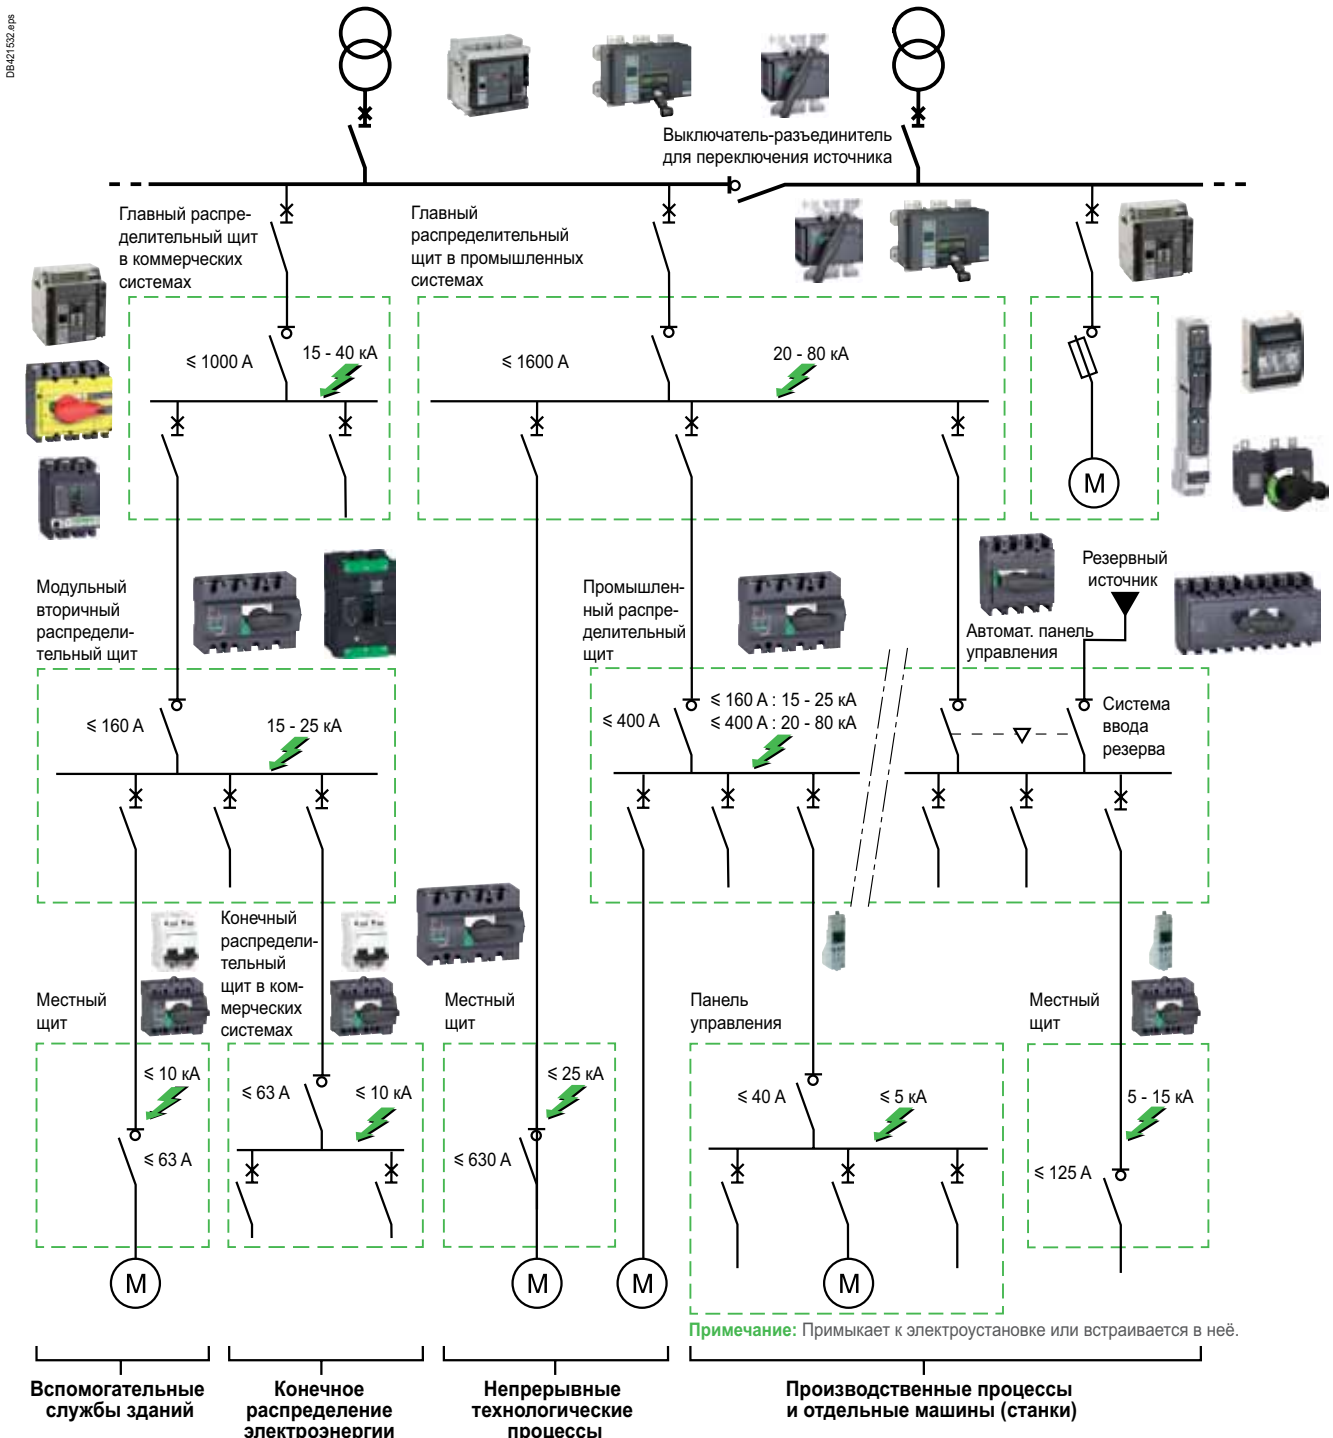 DB421532.eps
Выключатель-разъединитель
для переключения источника
Главный распре-
делительный щит
в коммерческих
системах
Главный
распределительный
щит в промышленных
системах
≤ 1000 А
15 - 40 кА
≤ 1600 А
20 - 80 кА
М
Модульный
вторичный
распредели-
тельный щит
Промышлен-
ный распре-
делительный
щит
Автомат. панель
управления
Резервный
источник
≤ 160 А
15 - 25 кА
≤ 400 А
≤ 160 А : 15 - 25 кА
≤ 400 А : 20 - 80 кА
Система
ввода
резерва
Местный
щит
Конечный
распредели-
тельный
щит в ком-
мерческих
системах
Местный
щит
Панель
управления
Местный
щит
≤ 10 кА
≤ 63 А
≤ 63 А
≤ 10 кА
≤ 25 кА
≤ 630 А
≤ 40 А
≤ 5 кА
5 - 15 кА
≤ 125 А
М
М
М
М
Примечание: Примыкает к электроустановке или встраивается в неё.
Вспомогательные
службы зданий
Конечное
распределение
электроэнергии
Непрерывные
технологические
процессы
Производственные процессы
и отдельные машины (станки)